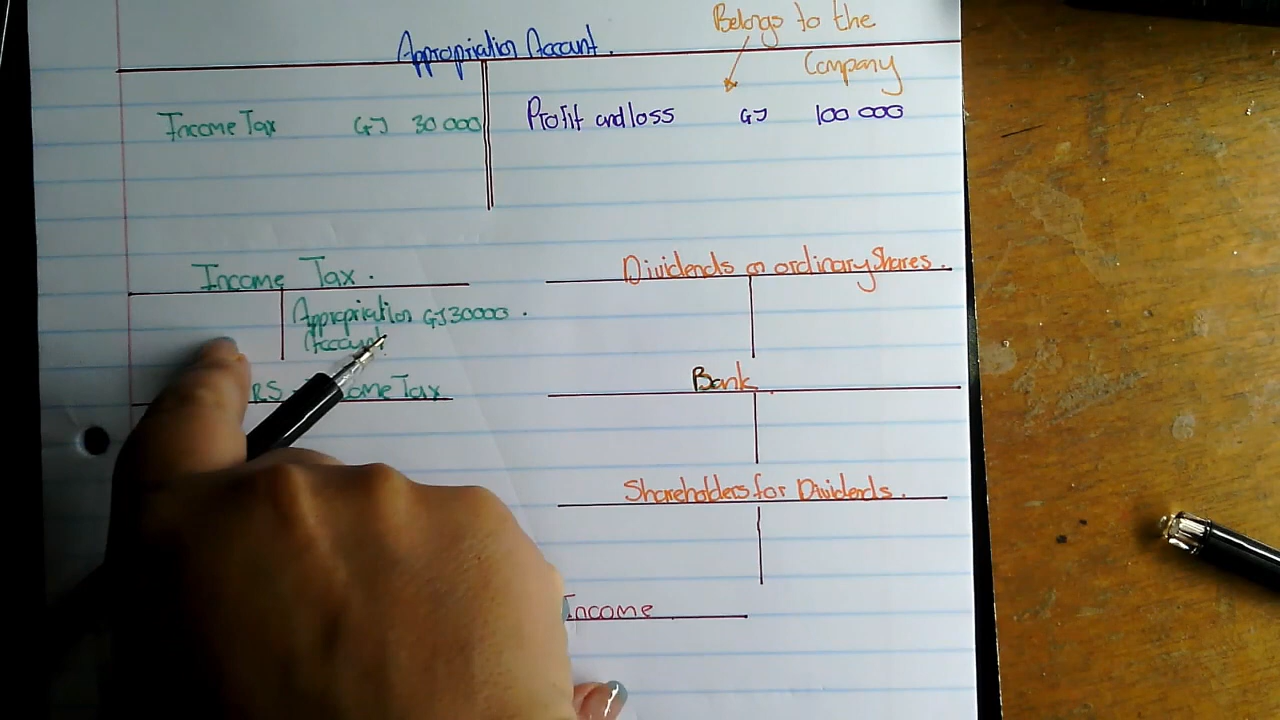 Belongs to the
Company
Appropriation Account.
Income Tax GJ 30 000
Profit and loss GJ 100 000
Income Tax.
Appropriation GJ 30000.
Account
Dividends on ordinary shares.
RS Income Tax
Bank
Shareholders for Dividends.
Income